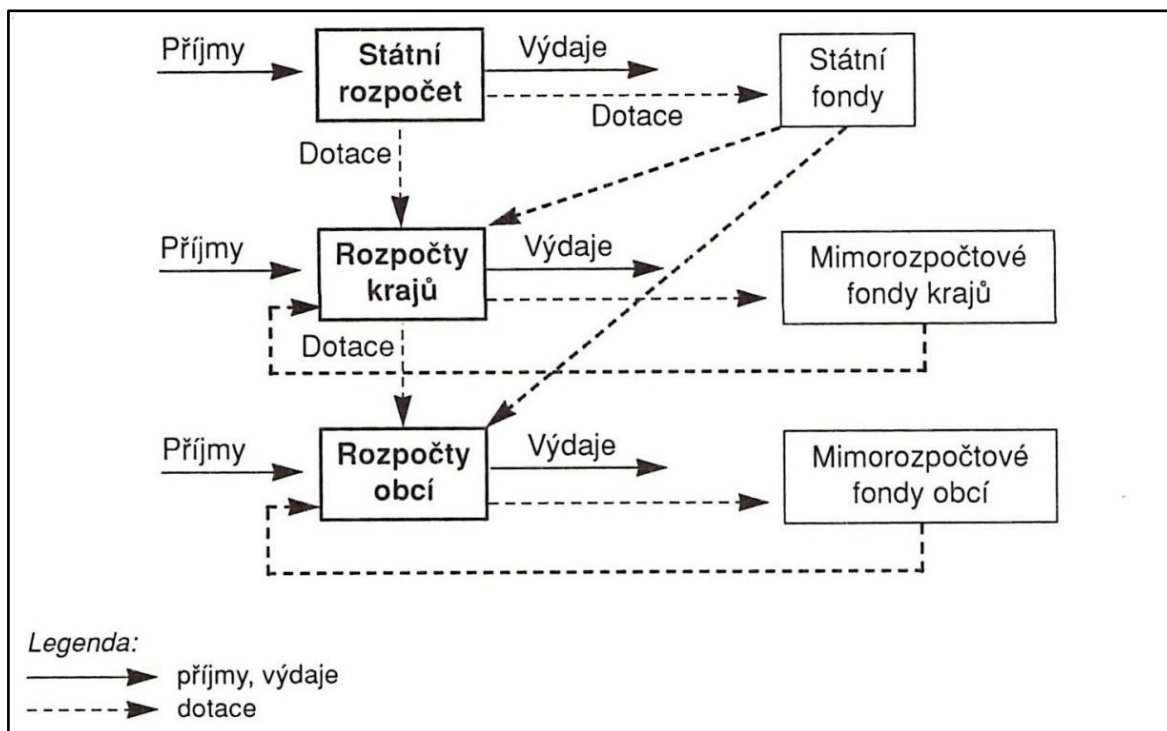 Příjmy
Státní
rozpočet
Výdaje
Dotace
Státní
fondy
Dotace
Příjmy
Rozpočty
krajů
Výdaje
Mimorozpočtové
fondy krajů
Dotace
Příjmy
Rozpočty
obcí
Výdaje
Mimorozpočtové
fondy obcí
Legenda:
příjmy, výdaje
dotace